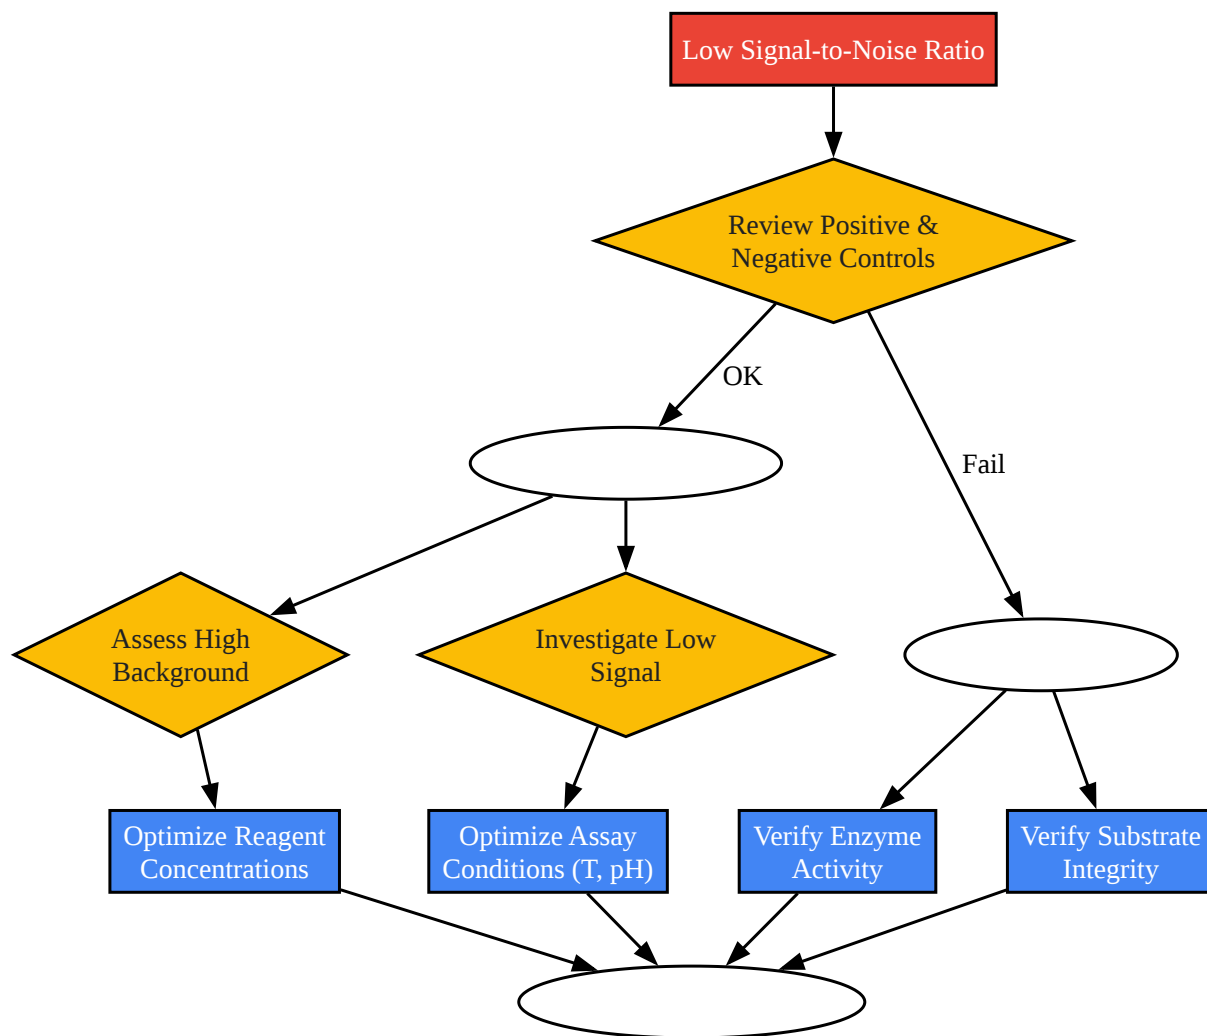 Low Signal-to-Noise Ratio
Review Positive &
Negative Controls
OK
Fail
Assess High
Background
Investigate Low
Signal
Optimize Reagent
Concentrations
Optimize Assay
Conditions (T, pH)
Verify Enzyme
Activity
Verify Substrate
Integrity